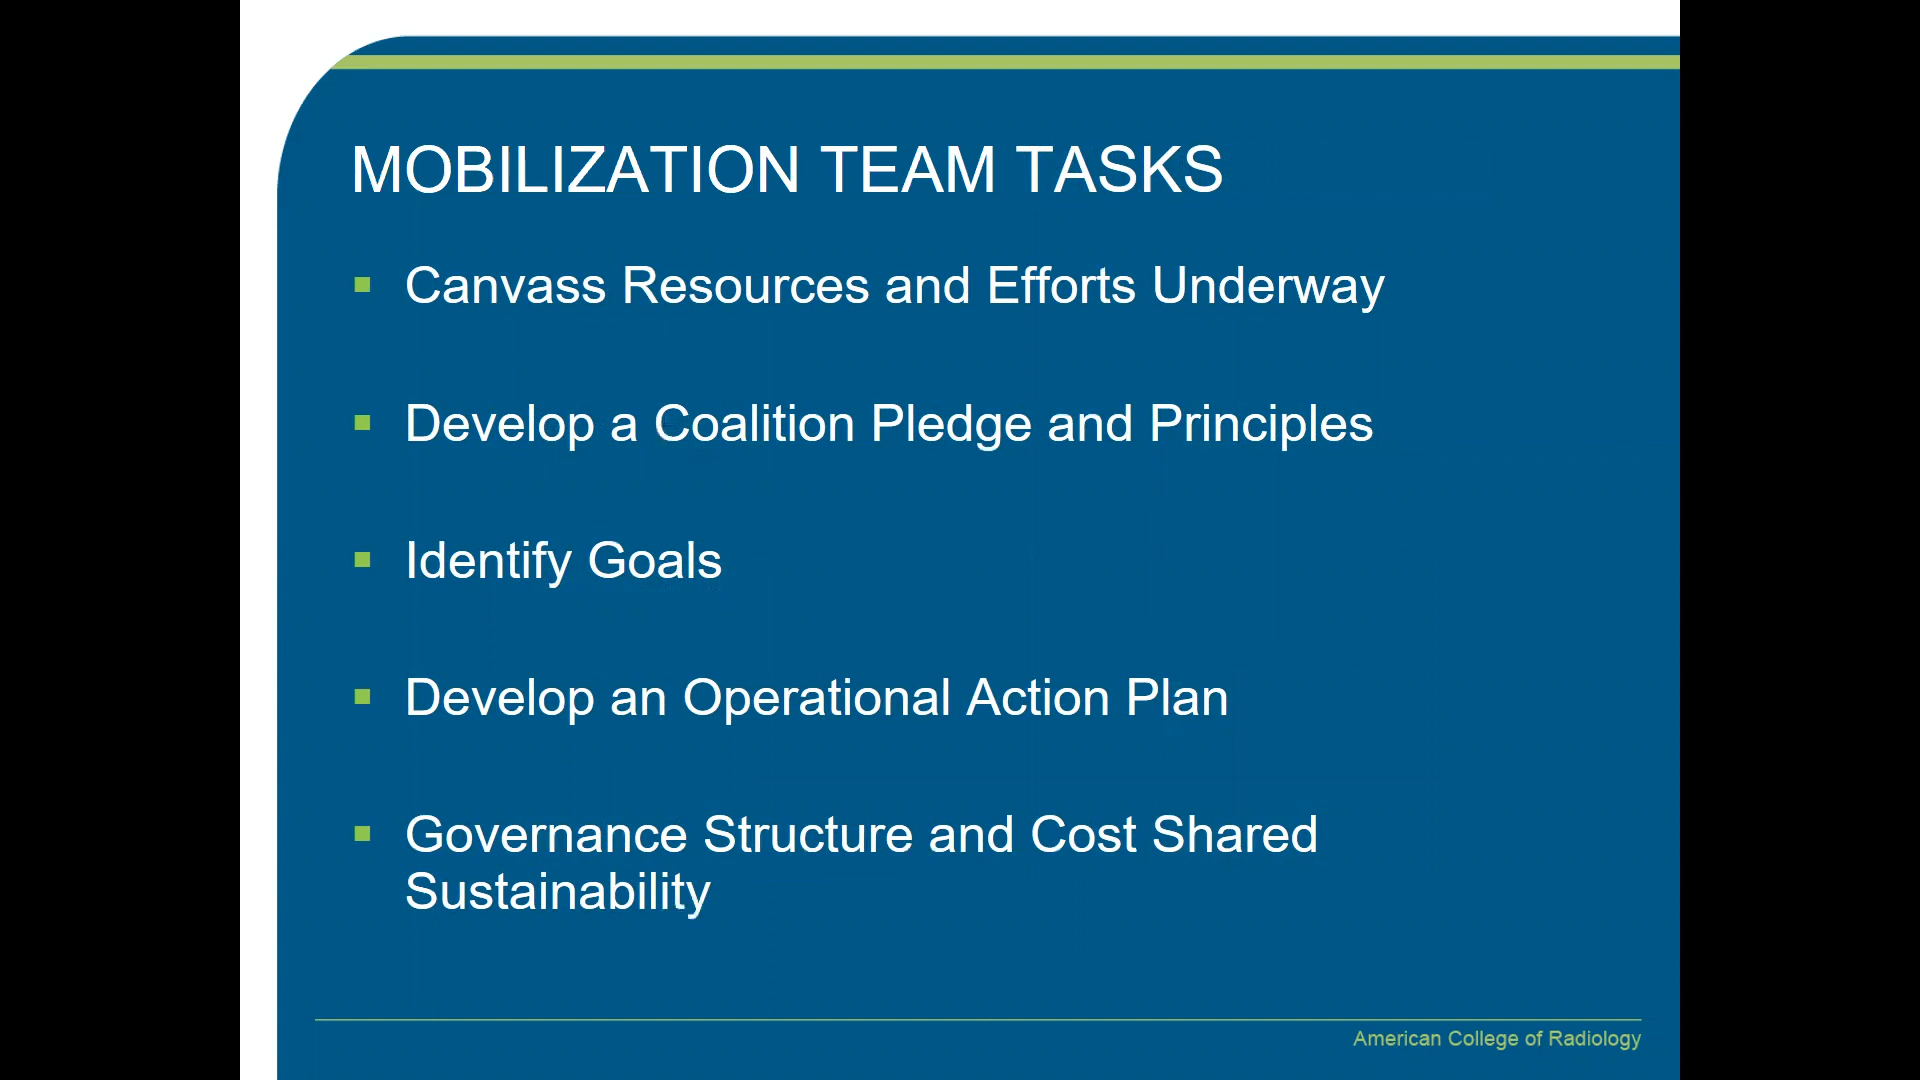 MOBILIZATION TEAM TASKS
Canvass Resources and Efforts Underway
Develop a Coalition Pledge and Principles
Identify Goals
Develop an Operational Action Plan
Governance Structure and Cost Shared
Sustainability
American College of Radiology